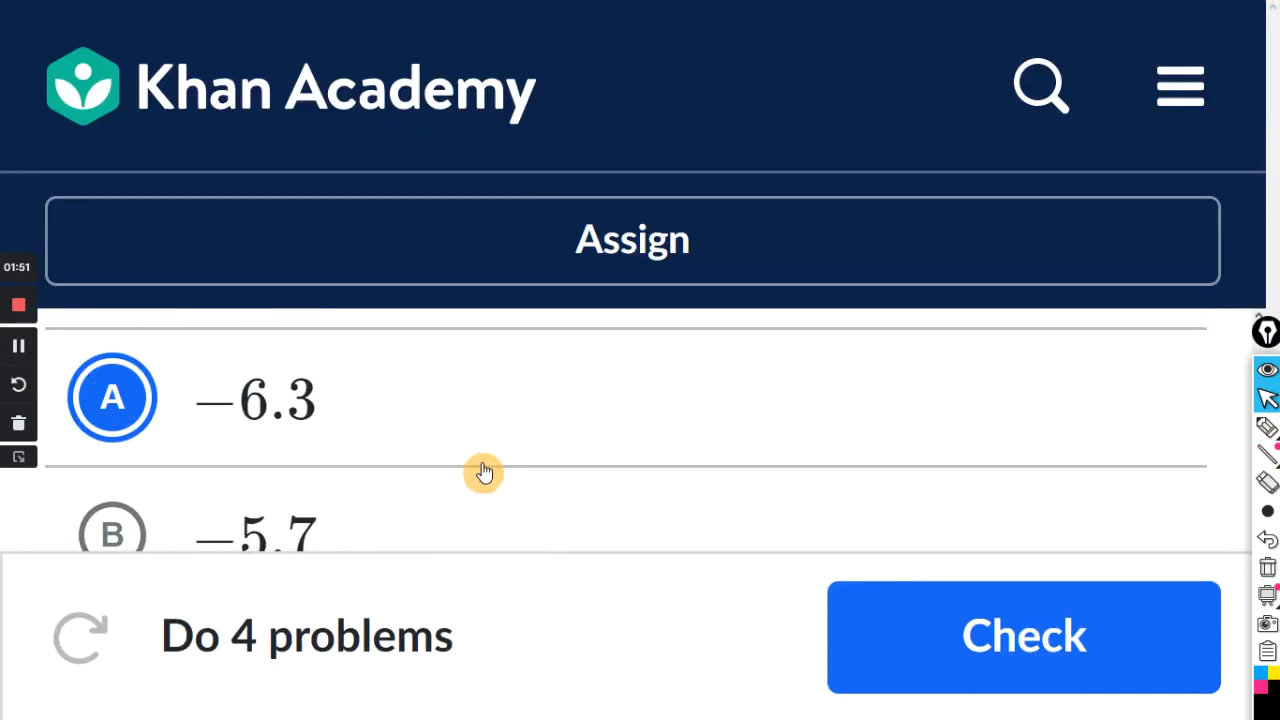 Khan Academy
Assign
01:51
A −6.3
B −5.7
Do 4 problems
Check